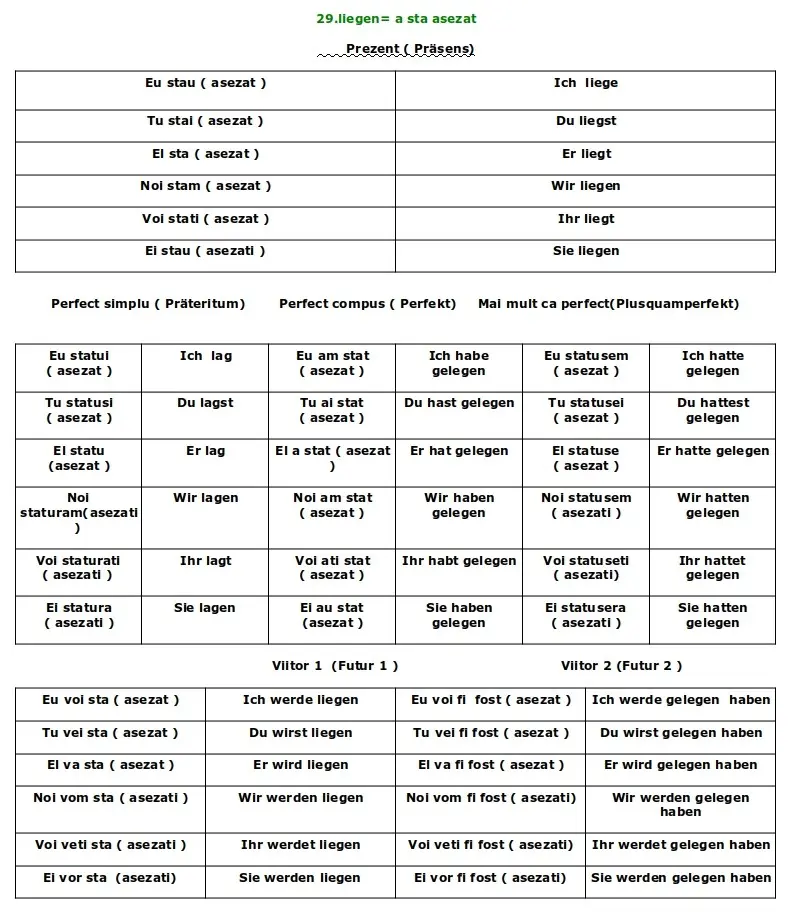 29.liegen= a sta asezat
Prezent ( Präsens)
Eu stau ( asezat ) Ich liege
Tu stai ( asezat ) Du liegst
El sta ( asezat ) Er liegt
Noi stam ( asezat ) Wir liegen
Voi stati ( asezat ) Ihr liegt
Ei stau ( asezati ) Sie liegen
Perfect simplu ( Präteritum) Perfect compus ( Perfekt) Mai mult ca perfect(Plusquamperfekt)
Eu statui Ich lag Eu am stat Ich habe Eu statusem Ich hatte
( asezat ) ( asezat ) gelegen ( asezat ) gelegen
Tu statusi Du lagst Tu ai stat Du hast gelegen Tu statusei Du hattest
( asezat ) ( asezat ) ( asezat ) gelegen
El statu Er lag El a stat ( asezat Er hat gelegen El statuse Er hatte gelegen
(asezat ) ) ( asezat )
Noi Wir lagen Noi am stat Wir haben Noi statusem Wir hatten
staturam(asezati ( asezat ) gelegen ( asezati ) gelegen
)
Voi staturati Ihr lagt Voi ati stat Ihr habt gelegen Voi statuseti Ihr hattet
( asezati ) ( asezat ) ( asezati) gelegen
Ei statura Sie lagen Ei au stat Sie haben Ei statusera Sie hatten
( asezati ) (asezat ) gelegen ( asezati ) gelegen
Viitor 1 (Futur 1 ) Viitor 2 (Futur 2 )
Eu voi sta ( asezat ) Ich werde liegen Eu voi fi fost ( asezat ) Ich werde gelegen haben
Tu vei sta ( asezat ) Du wirst liegen Tu vei fi fost ( asezat ) Du wirst gelegen haben
El va sta ( asezat ) Er wird liegen El va fi fost ( asezat ) Er wird gelegen haben
Noi vom sta ( asezati ) Wir werden liegen Noi vom fi fost ( asezati) Wir werden gelegen
haben
Voi veti sta ( asezati ) Ihr werdet liegen Voi veti fi fost ( asezati) Ihr werdet gelegen haben
Ei vor sta (asezati) Sie werden liegen Ei vor fi fost ( asezati) Sie werden gelegen haben